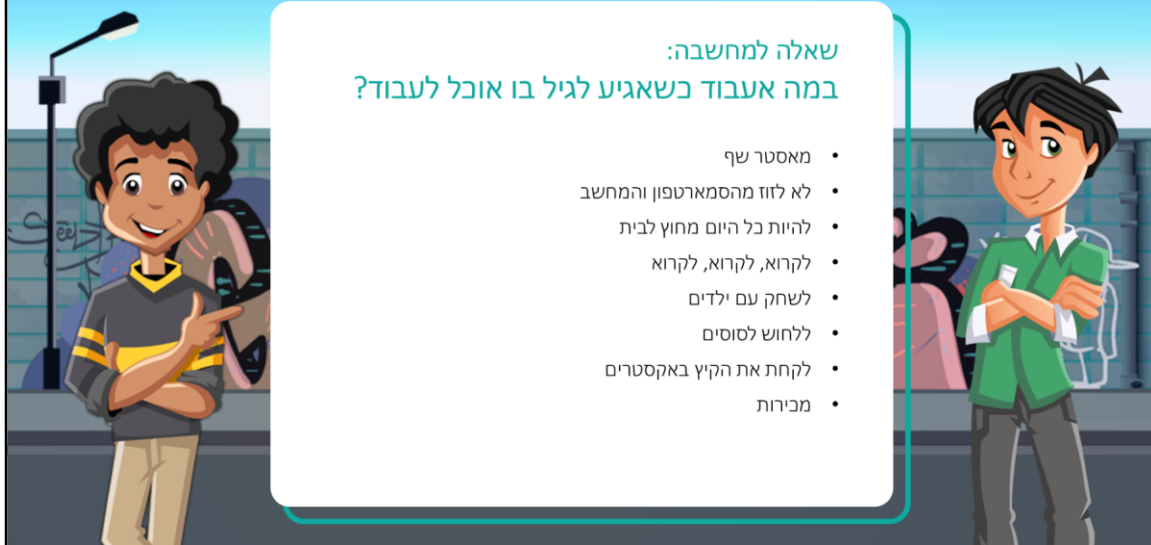 שאלה למחשבה:
במה אעבוד כשאגיע לגיל בו אוכל לעבוד?
• מאסטר שף
• לא לזוז מהסמארטפון והמחשב
• להיות כל היום מחוץ לבית
• לקרוא, לקרוא, לקרוא
• לשחק עם ילדים
• ללחוש לסוסים
• לקחת את הקיץ באקסטרים
• מכירות